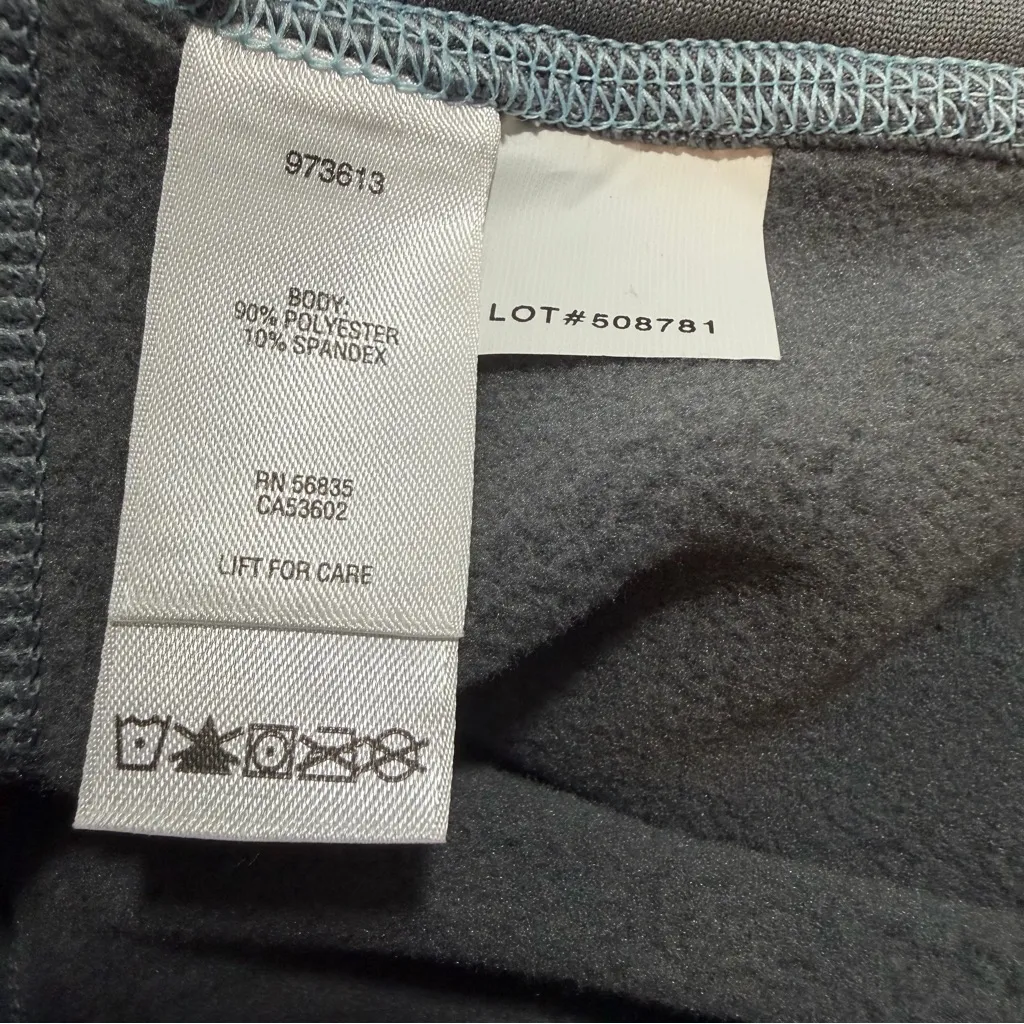 973613
BODY:
90% POLYESTER
10% SPANDEX
LOT#508781
RN 56835
CA53602
LIFT FOR CARE